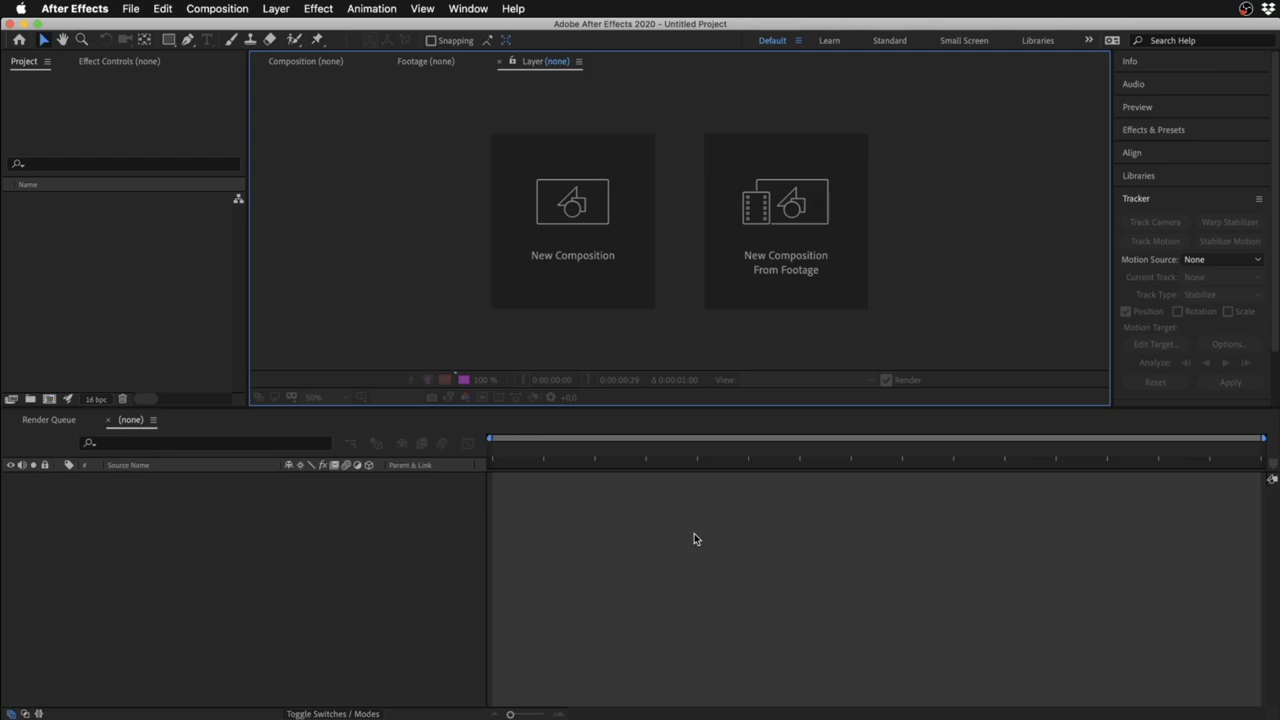 After Effects File Edit Composition Layer Effect Animation View Window Help
Adobe After Effects 2020 - Untitled Project
Snapping Default Learn Standard Small Screen Libraries Search Help
Project Effect Controls (none) Composition (none) Footage (none) Layer (none)
Name
New Composition
New Composition
From Footage
100 % 0:00:00:00 0:00:00:29 Δ 0:00:01:00 View: Render
16 bpc 50% +0,0
Info
Audio
Preview
Effects & Presets
Align
Libraries
Tracker
Track Camera Warp Stabilizer
Track Motion Stabilize Motion
Motion Source: None
Current Track: None
Track Type: Stabilize
Position Rotation Scale
Motion Target:
Edit Target... Options...
Analyze:
Reset Apply
Render Queue (none)
# Source Name fx Parent & Link
Toggle Switches / Modes